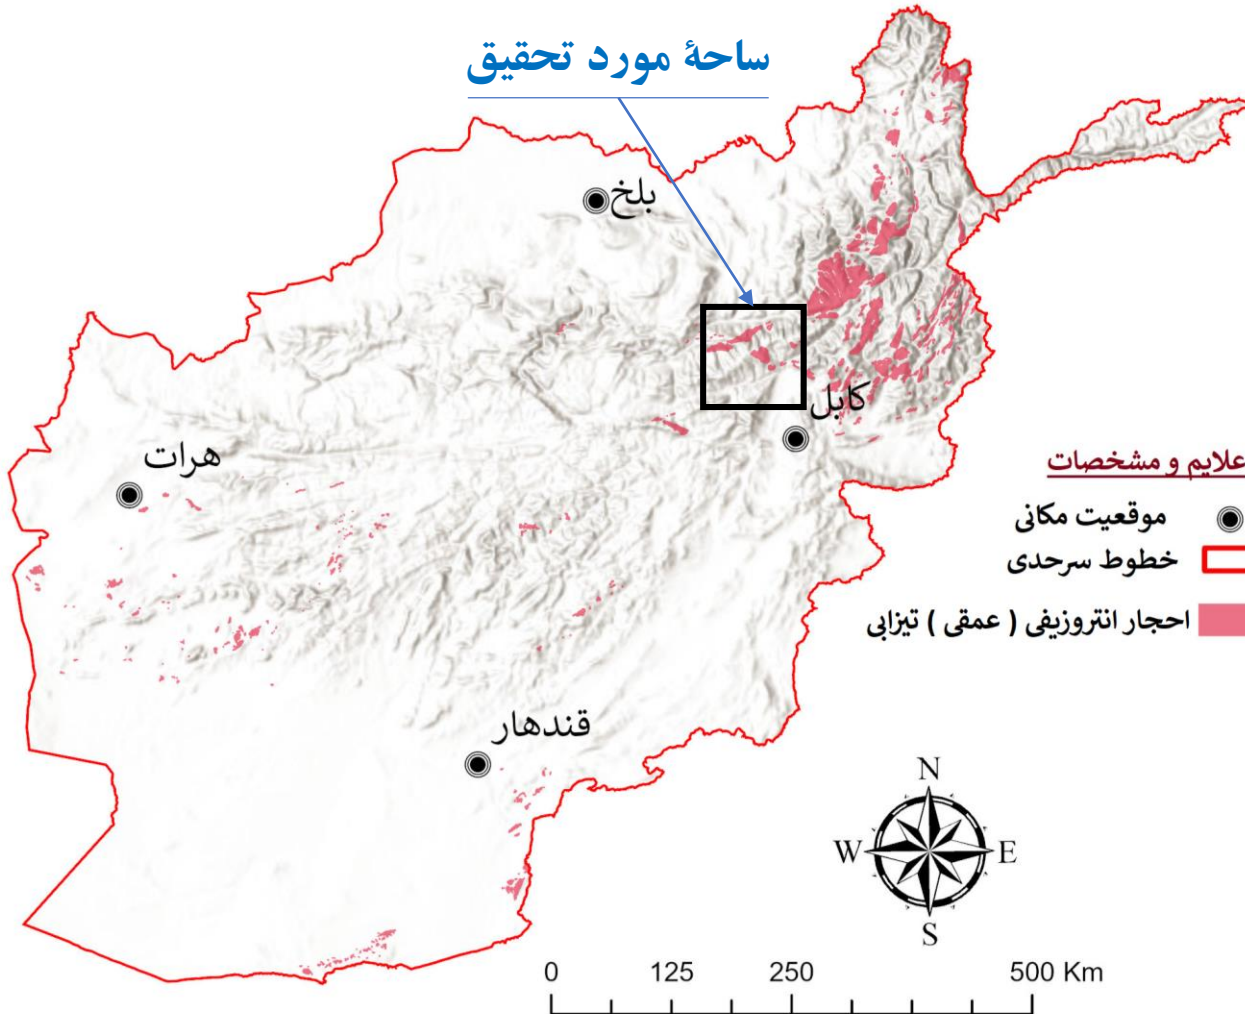 ساحهٔ مورد تحقیق
بلخ
کابل
هرات
قندهار
علایم و مشخصات
موقعیت مکانی
خطوط سرحدی
احجار انتروزیفی ( عمقی ) تیزابی
N
W E
S
0 125 250 500 Km